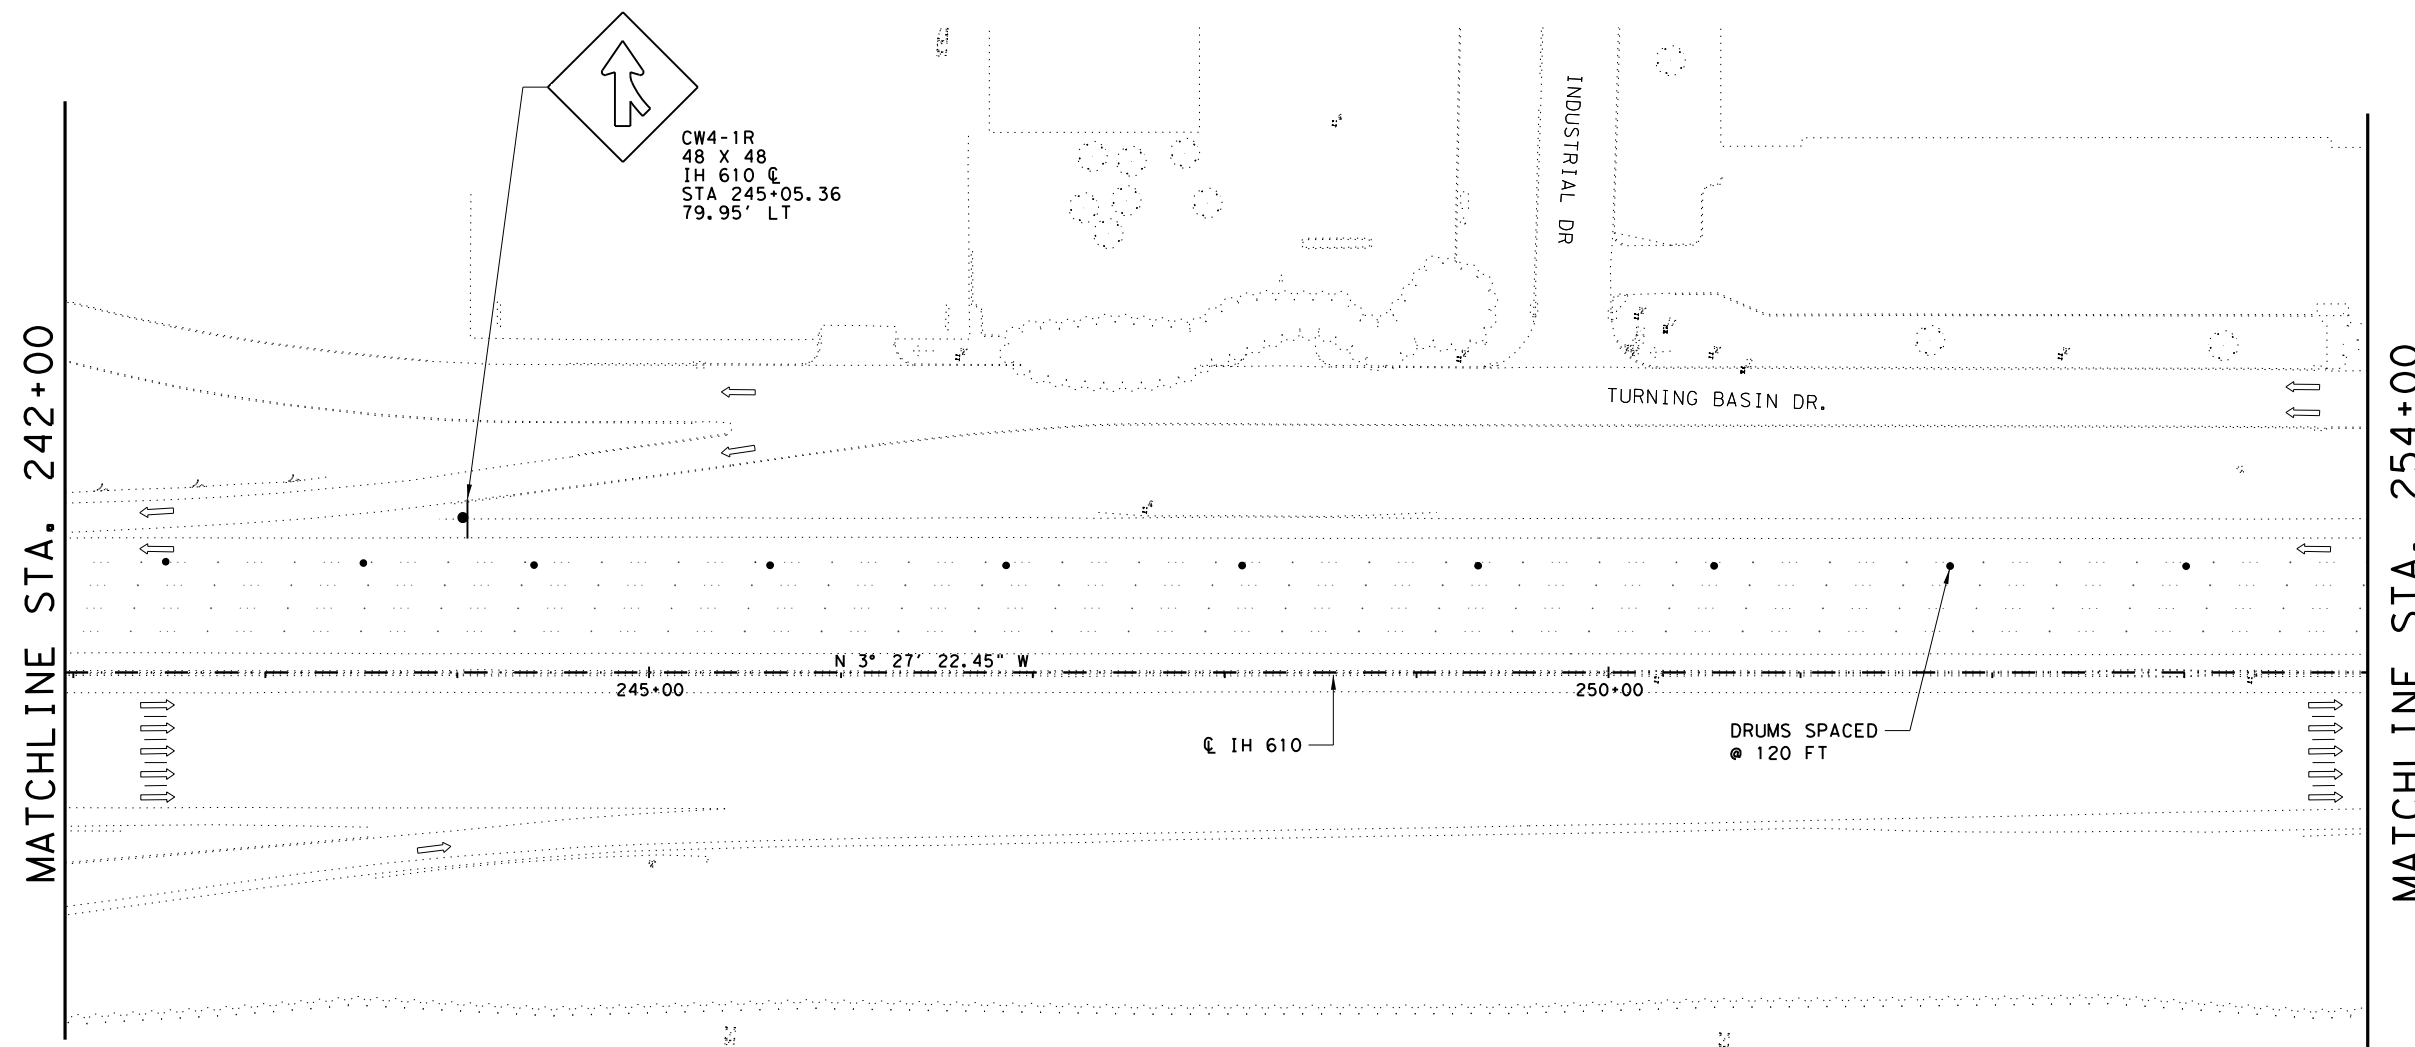 CW4-1R
48 X 48
IH 610 ℄
STA 245+05.36
79.95' LT
INDUSTRIAL DR
TURNING BASIN DR.
MATCHLINE STA. 242+00
MATCHLINE STA. 254+00
N 3° 27' 22.45" W
245+00
250+00
℄ IH 610
DRUMS SPACED
@ 120 FT